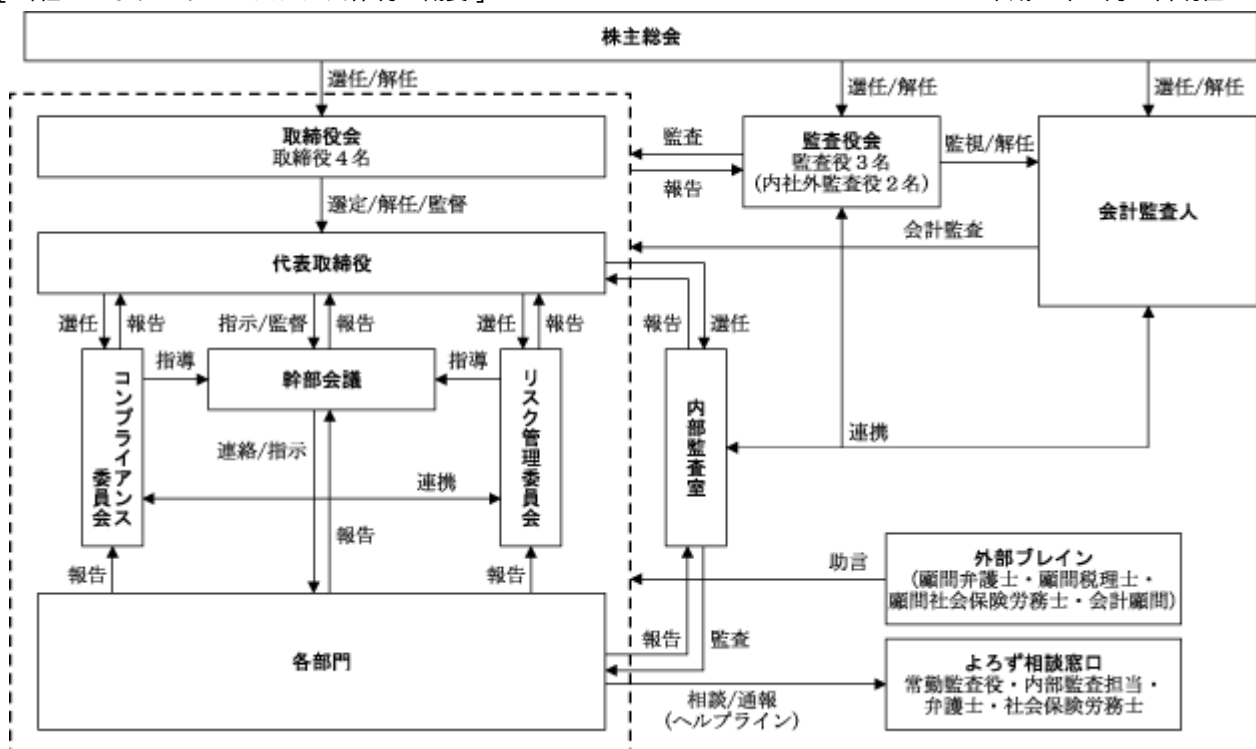 株主総会
選任/解任
選任/解任
選任/解任
取締役会
取締役４名
監査
報告
監査役会
監査役３名
(内社外監査役２名)
監視/解任
会計監査人
選定/解任/監督
会計監査
代表取締役
選任
報告
指示/監督
報告
選任
報告
報告
選任
コンプライアンス
委員会
指導
幹部会議
指導
リスク管理委員会
内部監査室
連携
連絡/指示
連携
報告
報告
報告
助言
外部ブレイン
(顧問弁護士・顧問税理士・
顧問社会保険労務士・会計顧問)
各部門
報告
監査
よろず相談窓口
常勤監査役・内部監査担当・
弁護士・社会保険労務士
相談/通報
(ヘルプライン)